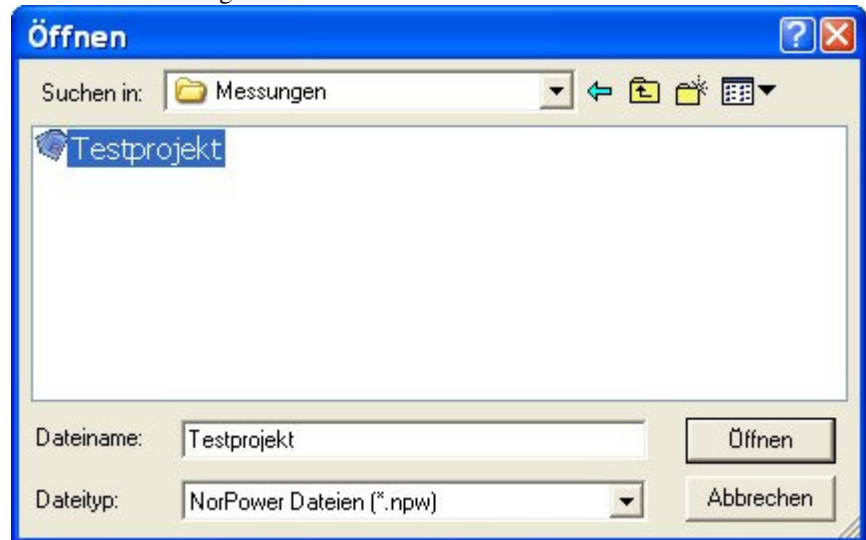 Öffnen
Suchen in: Messungen
Testprojekt
Dateiname: Testprojekt Öffnen
Dateityp: NorPower Dateien (*.npw) Abbrechen